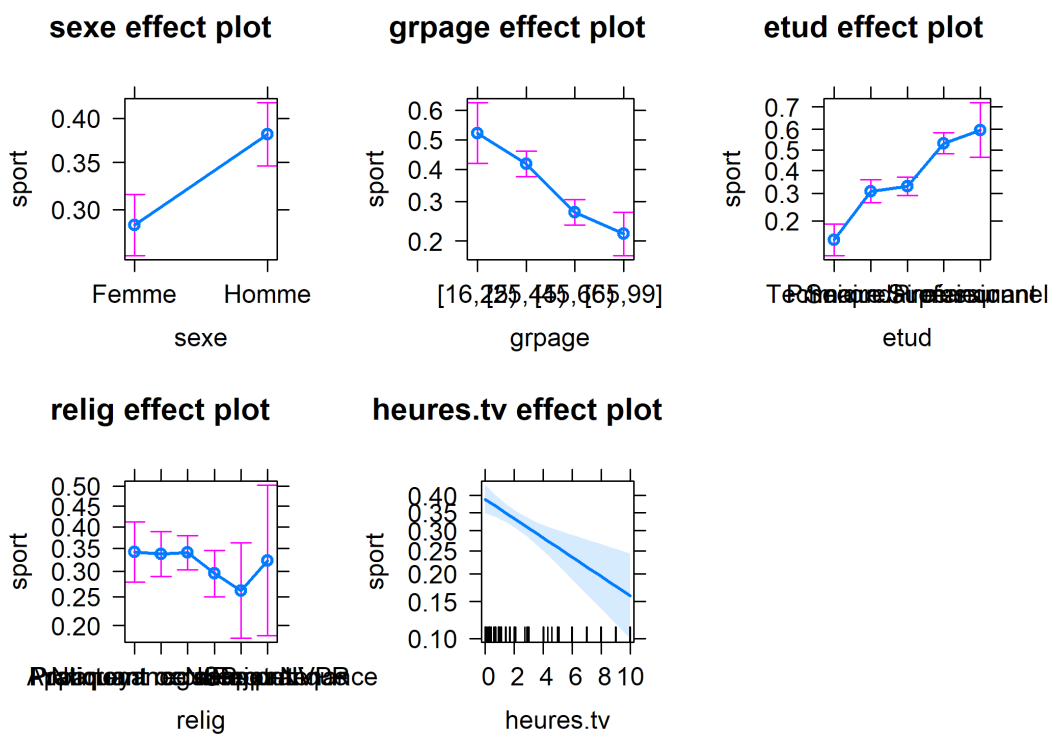 sexe effect plot
sport
0.40
0.35
0.30
Femme Homme
sexe
grpage effect plot
sport
0.6
0.5
0.4
0.3
0.2
[16,25) 65,99]
grpage
etud effect plot
sport
0.7
0.6
0.5
0.4
0.3
0.2
etud
relig effect plot
sport
0.50
0.45
0.40
0.35
0.30
0.25
0.20
relig
heures.tv effect plot
sport
0.40
0.35
0.30
0.25
0.20
0.15
0.10
0 2 4 6 8 10
heures.tv